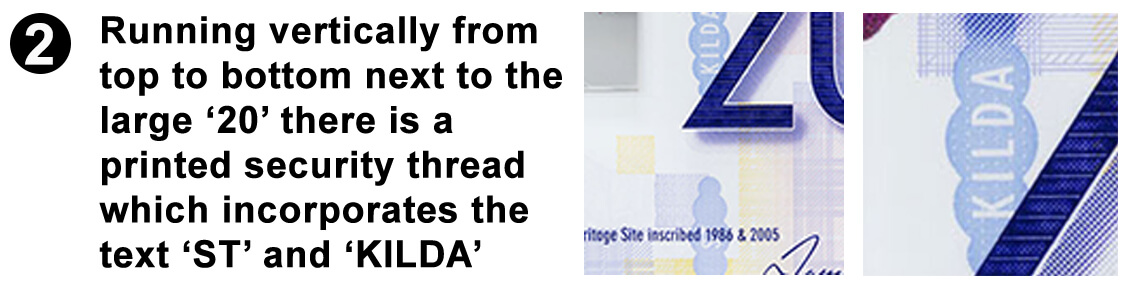 2
Running vertically from
top to bottom next to the
large ‘20’ there is a
printed security thread
which incorporates the
text ‘ST’ and ‘KILDA’
KILDA
20
ritage Site inscribed 1986 & 2005
KILDA